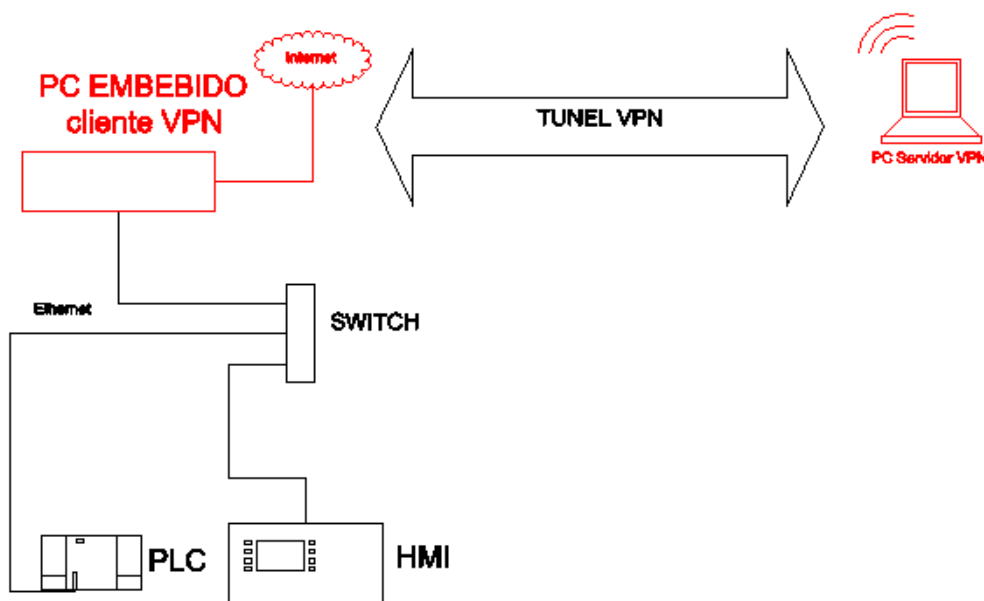 Internet
PC EMBEBIDO
cliente VPN
TUNEL VPN
PC Servidor VPN
Ethernet
SWITCH
PLC
HMI